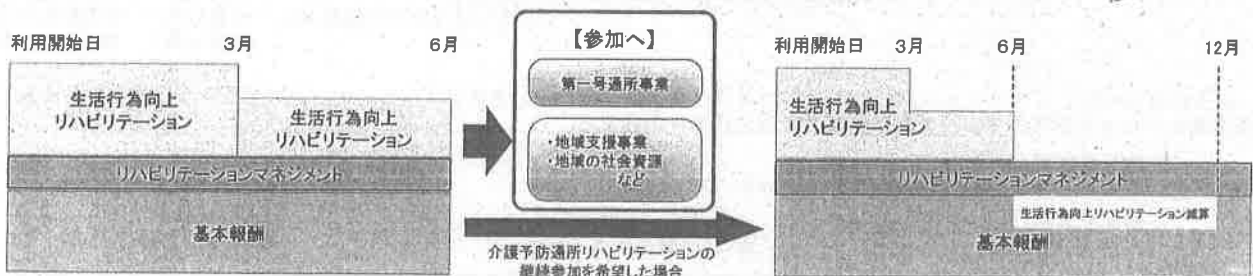 利用開始日 3月 6月
生活行為向上
リハビリテーション
生活行為向上
リハビリテーション
リハビリテーションマネジメント
基本報酬
【参加へ】
第一号通所事業
・地域支援事業
・地域の社会資源
など
介護予防通所リハビリテーションの
継続参加を希望した場合
利用開始日 3月 6月 12月
生活行為向上
リハビリテーション
リハビリテーションマネジメント
生活行為向上リハビリテーション減算
基本報酬